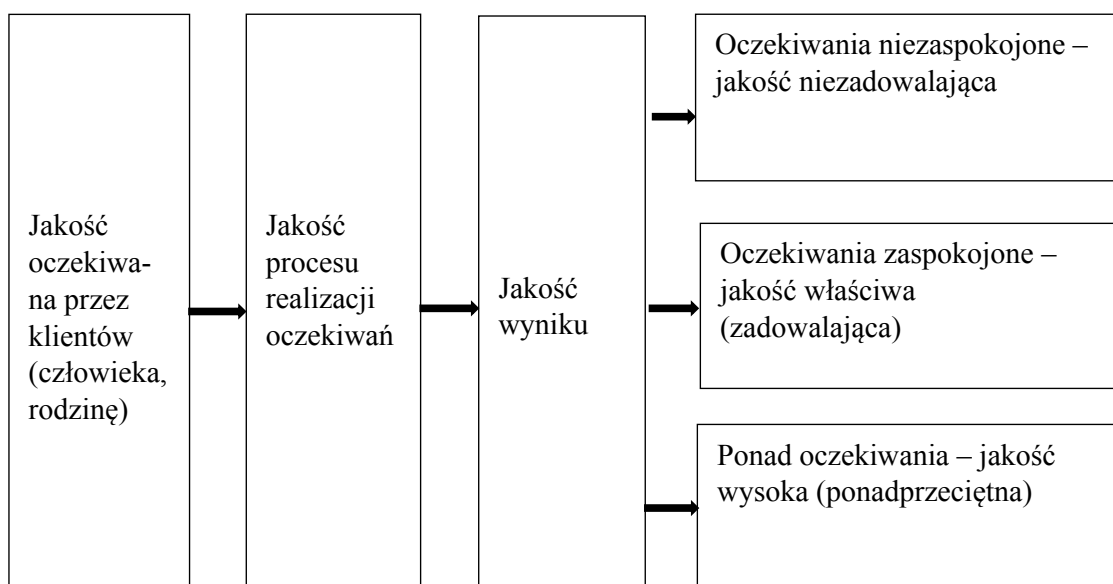 Jakość
oczekiwa-
na przez
klientów
(człowieka,
rodzinę)
Jakość
procesu
realizacji
oczekiwań
Jakość
wyniku
Oczekiwania niezaspokojone –
jakość niezadowalająca
Oczekiwania zaspokojone –
jakość właściwa
(zadowalająca)
Ponad oczekiwania – jakość
wysoka (ponadprzeciętna)